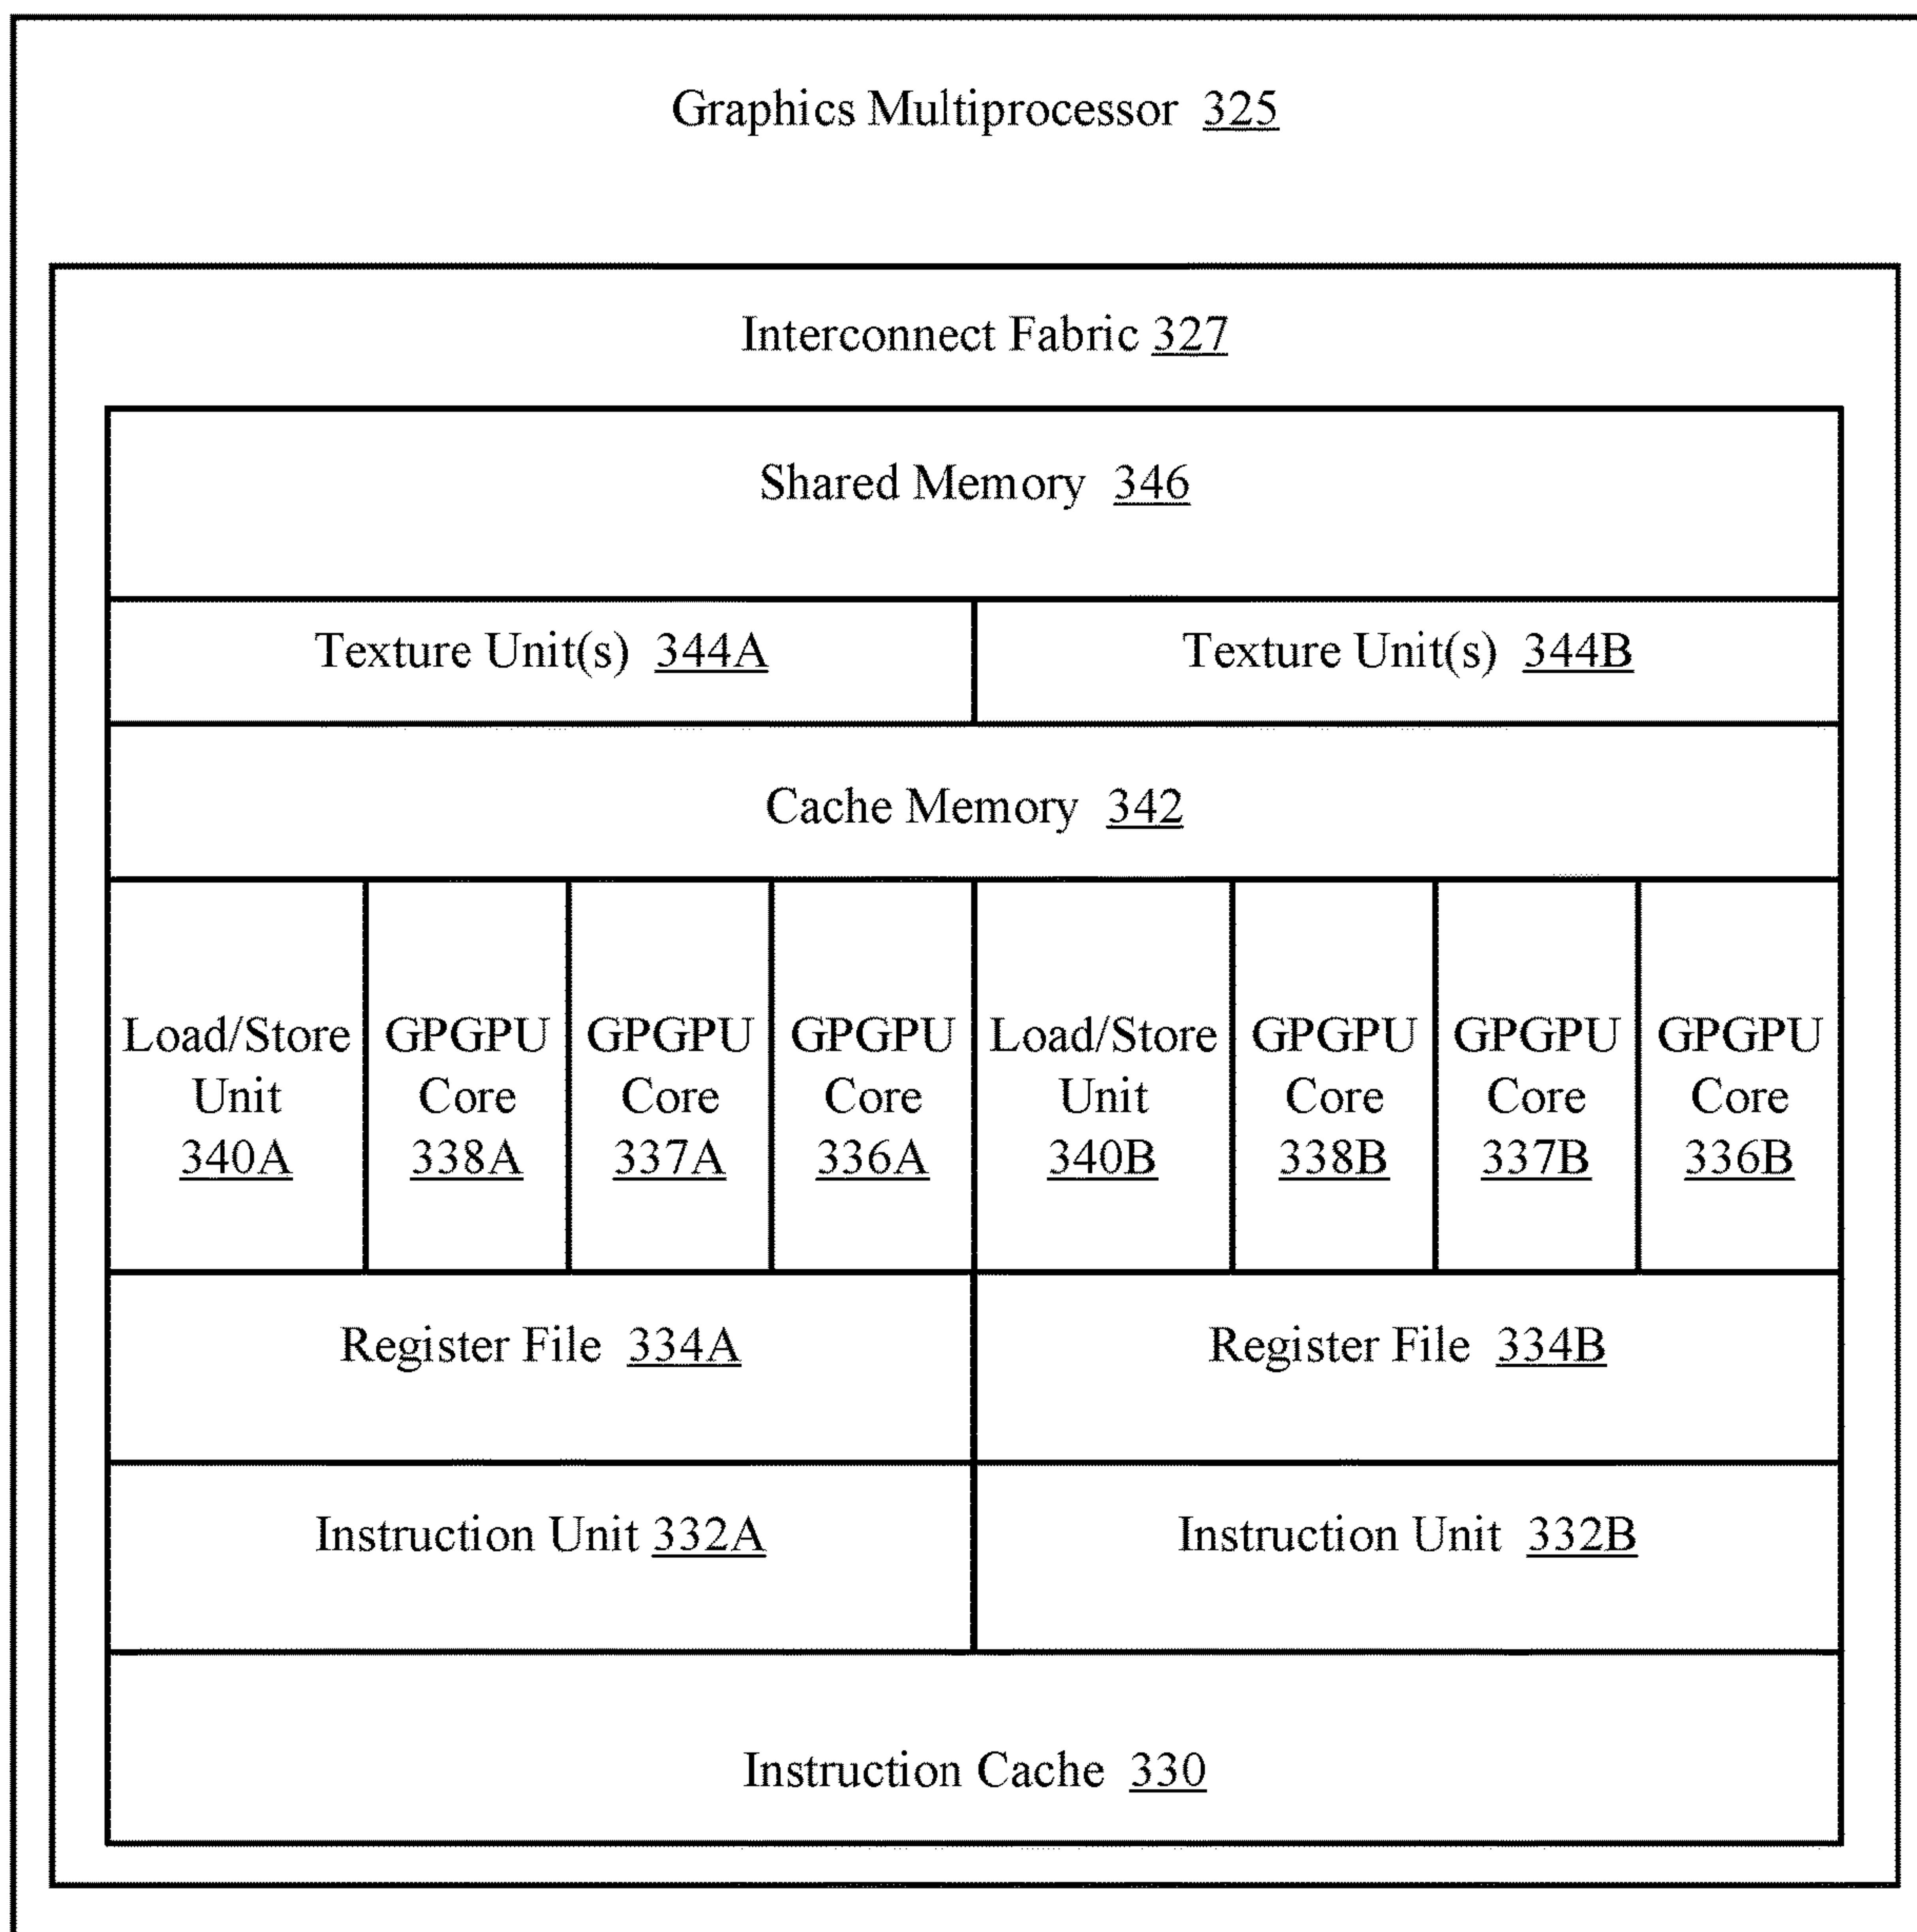 Graphics Multiprocessor 325
Interconnect Fabric 327
Shared Memory 346
Texture Unit(s) 344A
Texture Unit(s) 344B
Cache Memory 342
Load/Store
Unit
340A
GPGPU
Core
338A
GPGPU
Core
337A
GPGPU
Core
336A
Load/Store
Unit
340B
GPGPU
Core
338B
GPGPU
Core
337B
GPGPU
Core
336B
Register File 334A
Register File 334B
Instruction Unit 332A
Instruction Unit 332B
Instruction Cache 330